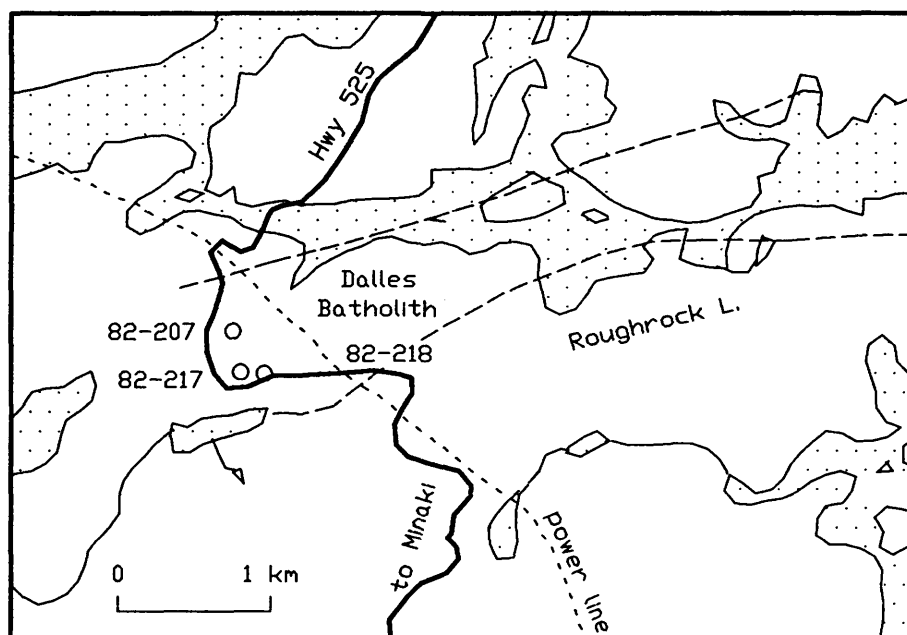 Hwy 525
Dalles
Batholith
Roughrock L.
82-207
82-218
82-217
to Minaki
power line
0 1 km